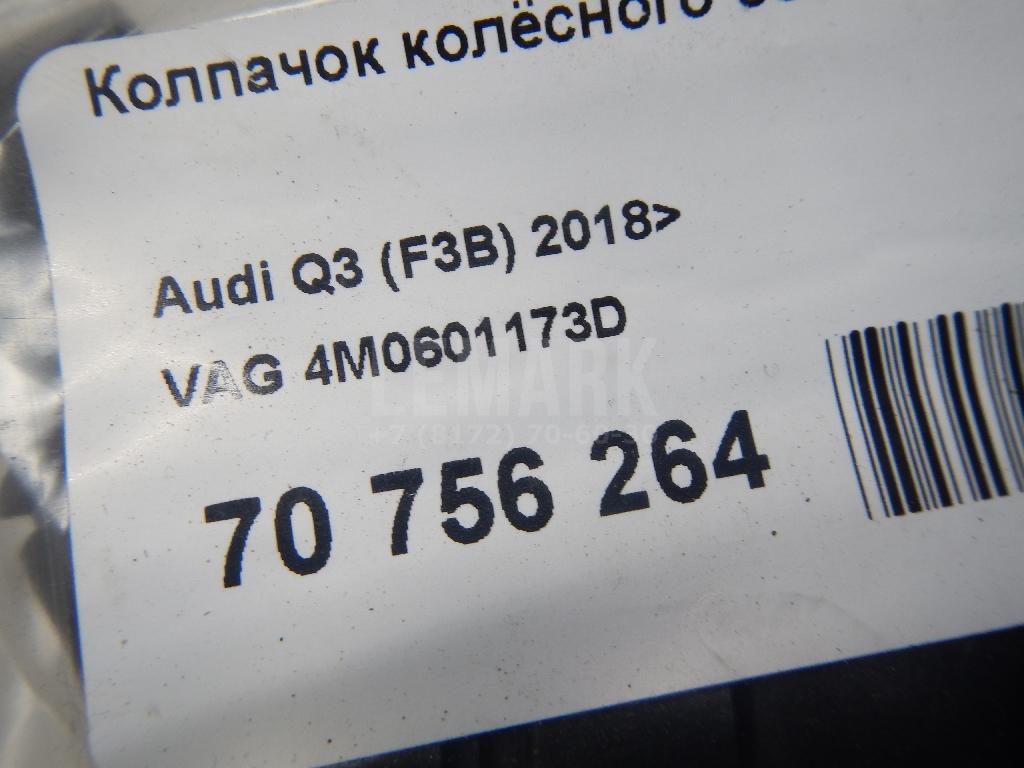 Колпачок колёсного
Audi Q3 (F3B) 2018>
VAG 4M0601173D
LEMARK
70 756 264